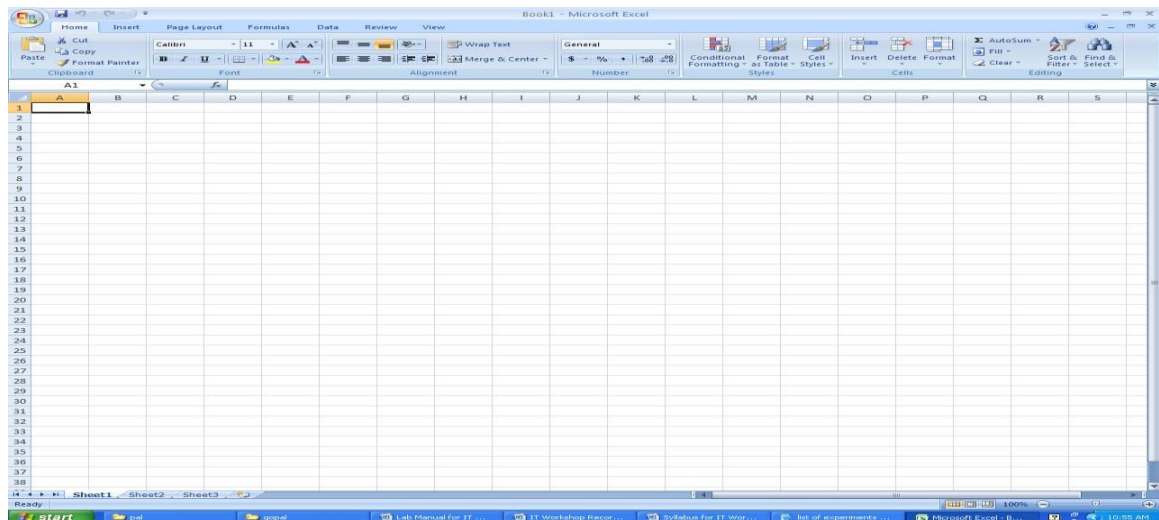 Book1 - Microsoft Excel
Home Insert Page Layout Formulas Data Review View
Paste
Cut
Copy
Format Painter
Clipboard
Calibri 11
B I U
Font
Wrap Text
Merge & Center
Alignment
General
$ % ,
Number
Conditional Formatting
Format as Table
Cell Styles
Styles
Insert Delete Format
Cells
Σ AutoSum
Fill
Clear
Sort & Filter
Find & Select
Editing
A1 fx
A B C D E F G H I J K L M N O P Q R S
1
2
3
4
5
6
7
8
9
10
11
12
13
14
15
16
17
18
19
20
21
22
23
24
25
26
27
28
29
30
31
32
33
34
35
36
37
38
Sheet1 Sheet2 Sheet3
Ready 100%
start pal gopal Lab Manual for IT ... IT Workshop Recor... Syllabus for IT Wor... list of experments ... Microsoft Excel - B... 10:55 AM